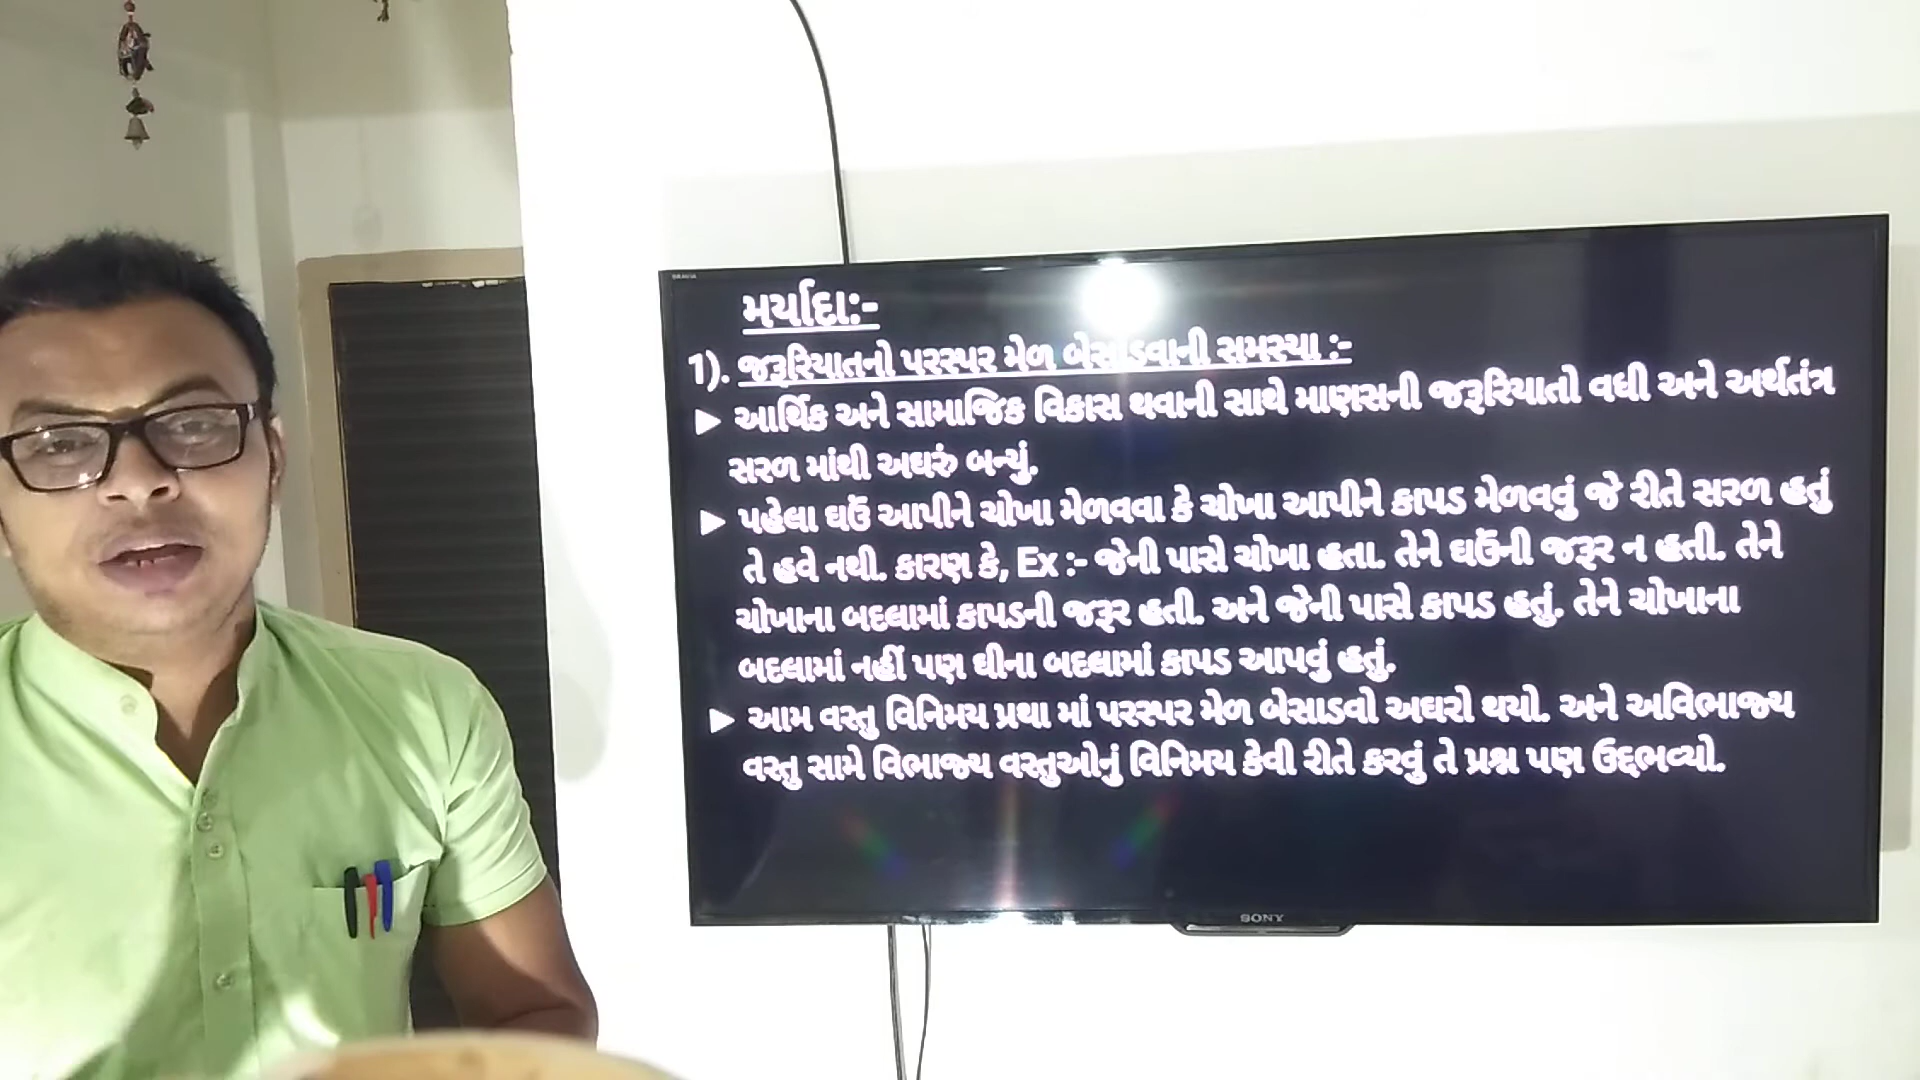 BRAVIA
મર્યાદા:-
1). જરૂરિયાતનો પરસ્પર મેળ બેસાડવાની સમસ્યા :-
▶ આર્થિક અને સામાજિક વિકાસ થવાની સાથે માણસની જરૂરિયાતો વધી અને અર્થતંત્ર
સરળ માંથી અઘરું બન્યું.
▶ પહેલા ઘઉં આપીને ચોખા મેળવવા કે ચોખા આપીને કાપડ મેળવવું જે રીતે સરળ હતું
તે હવે નથી. કારણ કે, Ex :- જેની પાસે ચોખા હતા. તેને ઘઉંની જરૂર ન હતી. તેને
ચોખાના બદલામાં કાપડની જરૂર હતી. અને જેની પાસે કાપડ હતું. તેને ચોખાના
બદલામાં નહીં પણ ઘીના બદલામાં કાપડ આપવું હતું.
▶ આમ વસ્તુ વિનિમય પ્રથા માં પરસ્પર મેળ બેસાડવો અઘરો થયો. અને અવિભાજ્ય
વસ્તુ સામે વિભાજ્ય વસ્તુઓનું વિનિમય કેવી રીતે કરવું તે પ્રશ્ન પણ ઉદ્દભવ્યો.
SONY